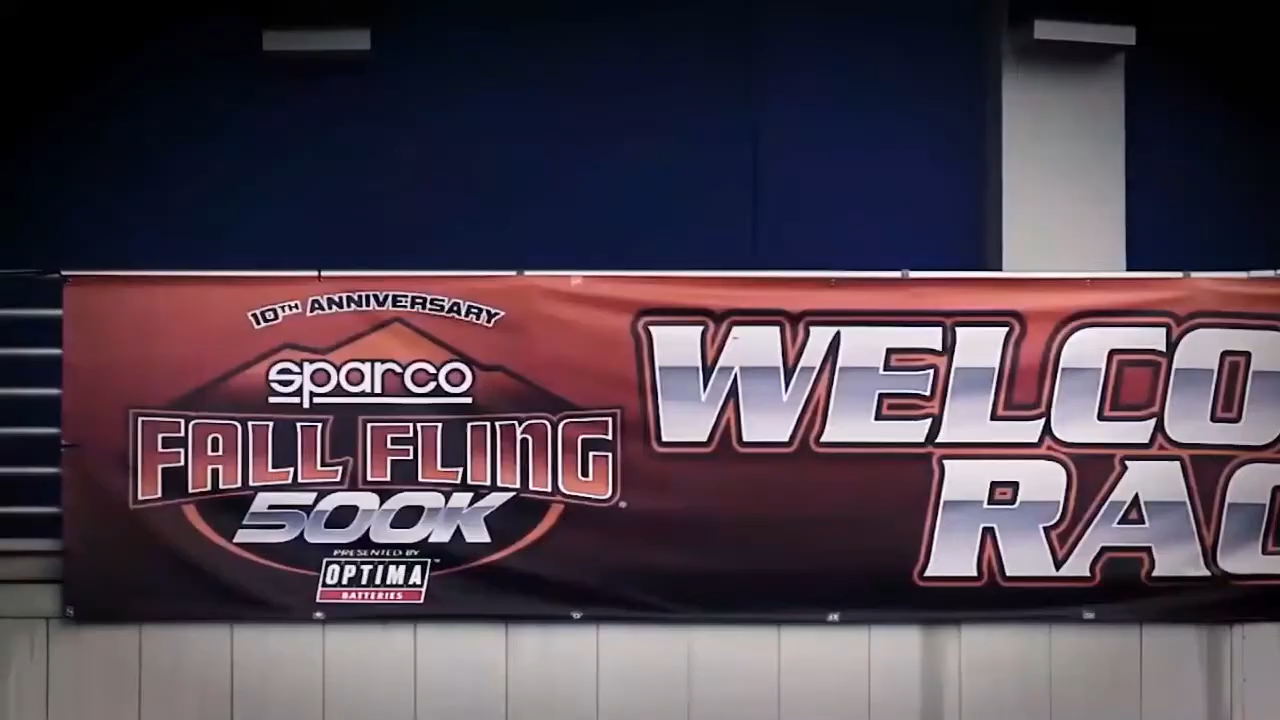 10TH ANNIVERSARY
sparco
FALL FLING
500K
PRESENTED BY
OPTIMA
BATTERIES
WELCO
RAC